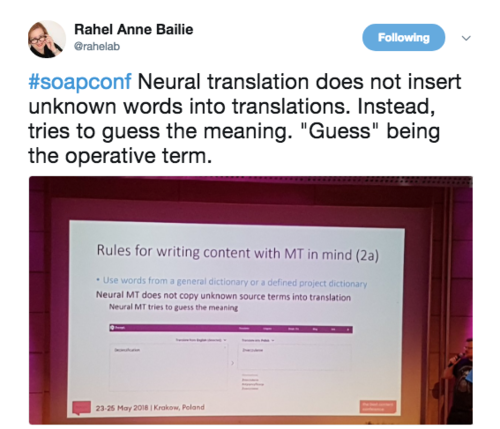 Rahel Anne Bailie
@rahelab
Following
#soapconf Neural translation does not insert
unknown words into translations. Instead,
tries to guess the meaning. "Guess" being
the operative term.
Rules for writing content with MT in mind (2a)
• Use words from a general dictionary or a defined project dictionary
Neural MT does not copy unknown source terms into translation
Neural MT tries to guess the meaning
23-25 May 2018 | Krakow, Poland